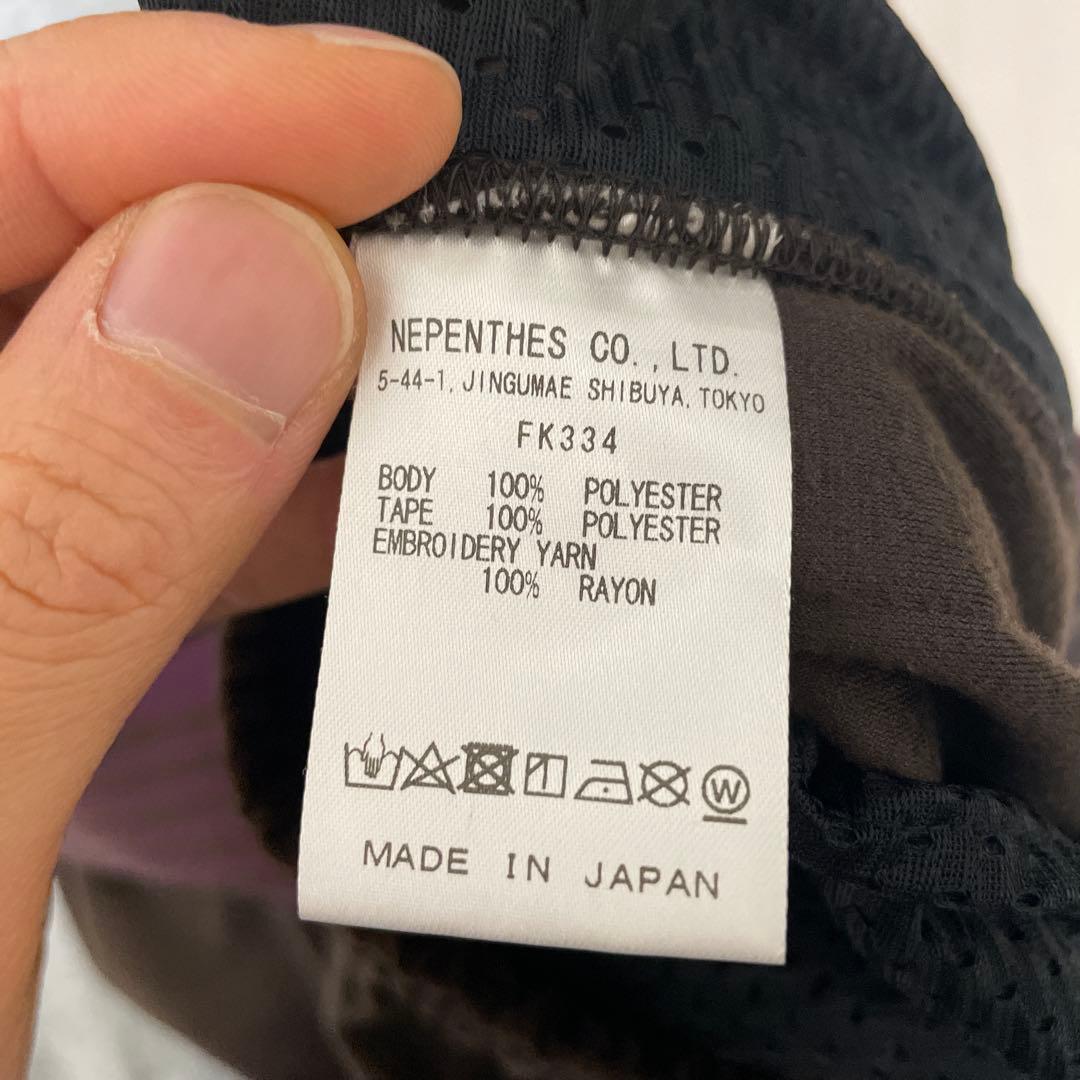 NEPENTHES CO.,LTD.
5-44-1, JINGUMAE SHIBUYA, TOKYO
FK334
BODY 100% POLYESTER
TAPE 100% POLYESTER
EMBROIDERY YARN
100% RAYON
W
MADE IN JAPAN